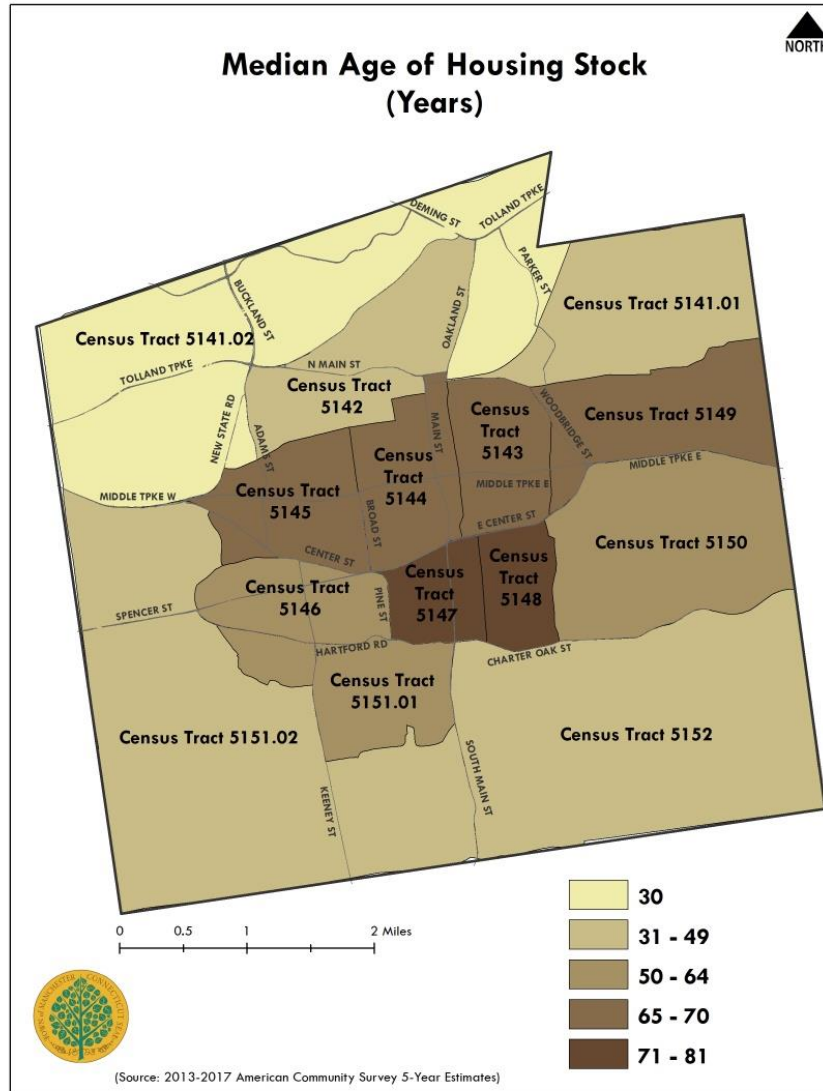 NORTH
Median Age of Housing Stock
(Years)
DEMING ST
TOLLAND TPKE
PARKER ST
BUCKLAND ST
OAKLAND ST
Census Tract 5141.01
Census Tract 5141.02
TOLLAND TPKE
N MAIN ST
Census Tract
5142
NEW STATE RD
ADAMS ST
MAIN ST
Census
Tract
5143
WOODBRIDGE ST
Census Tract 5149
Census
Tract
5144
MIDDLE TPKE E
MIDDLE TPKE E
MIDDLE TPKE W
Census Tract
5145
BROAD ST
E CENTER ST
CENTER ST
Census Tract 5150
Census Tract
5146
PINE ST
Census
Tract
5147
Census
Tract
5148
SPENCER ST
HARTFORD RD
CHARTER OAK ST
Census Tract
5151.01
Census Tract 5151.02
Census Tract 5152
KEENEY ST
SOUTH MAIN ST
30
31 - 49
50 - 64
65 - 70
71 - 81
0 0.5 1 2 Miles
TOWN of MANCHESTER CONNECTICUT SEAL
(Source: 2013-2017 American Community Survey 5-Year Estimates)